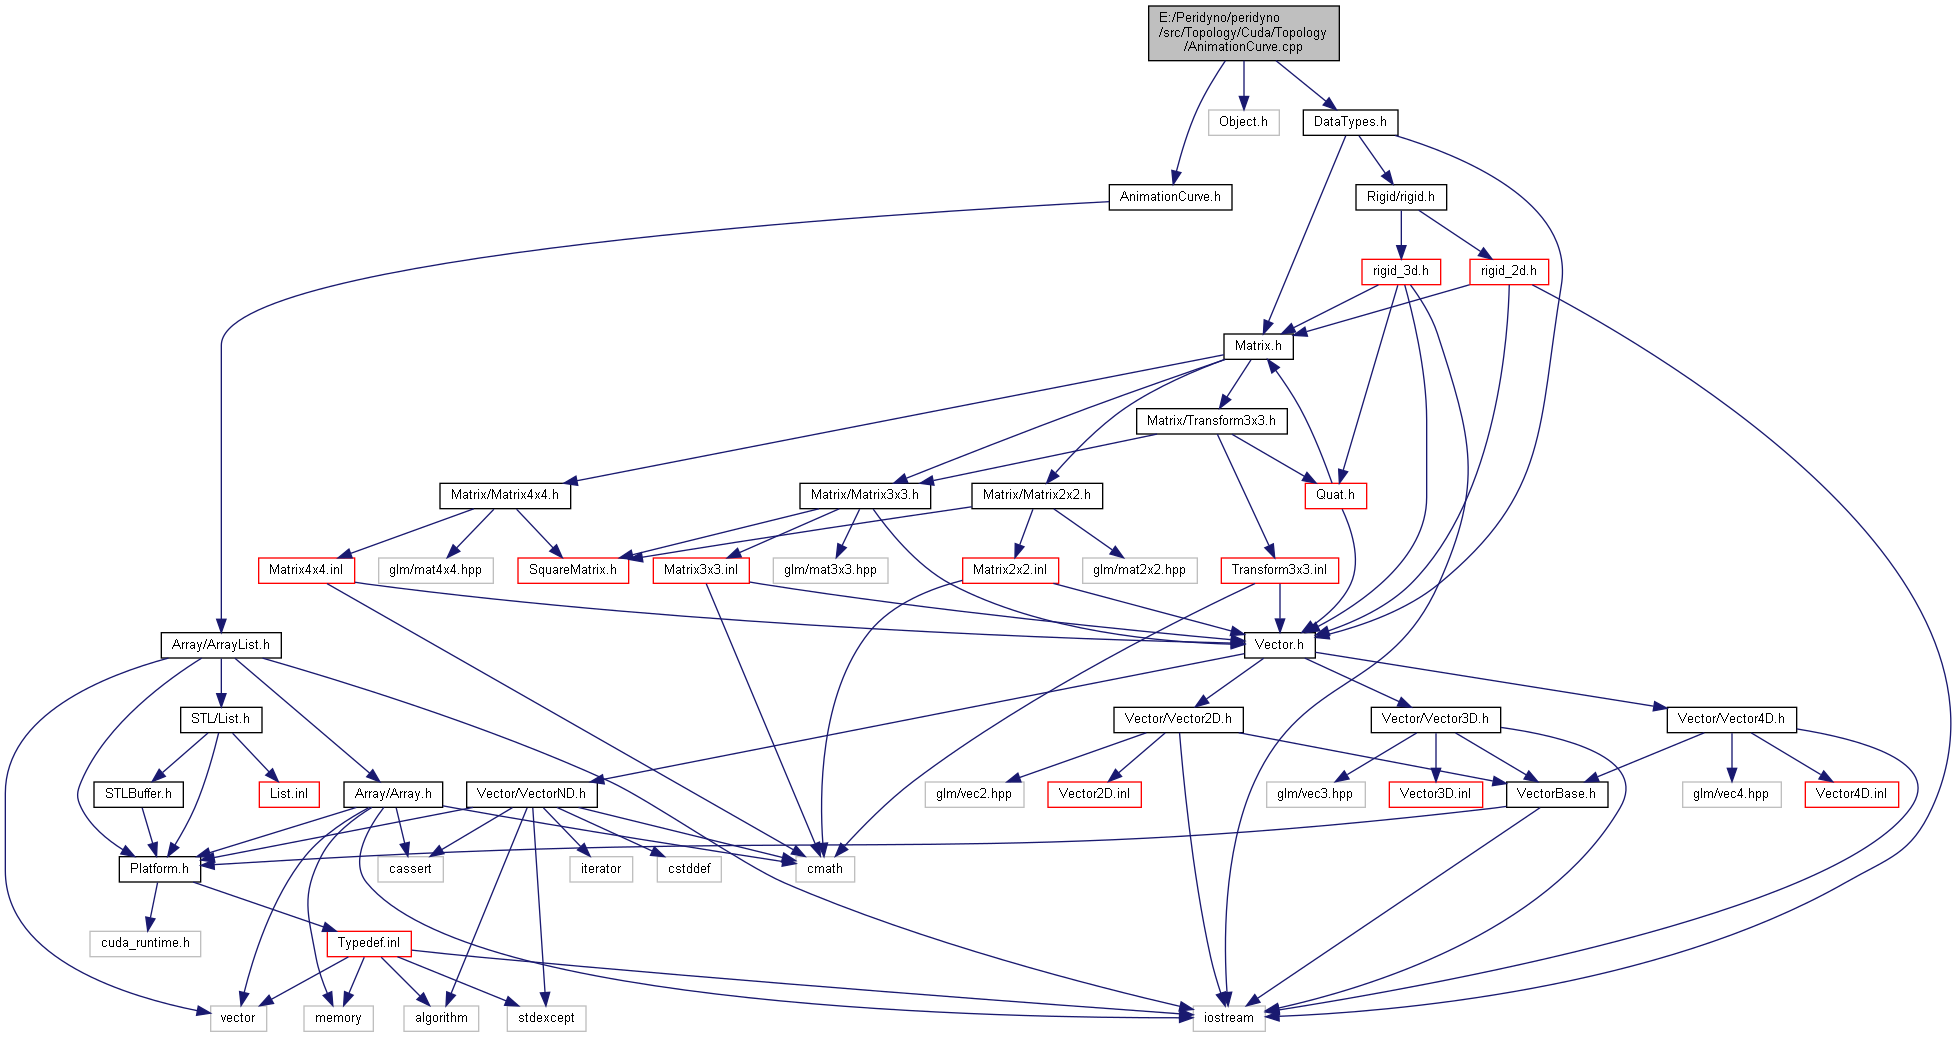 E:/Peridyno/peridyno
/src/Topology/Cuda/Topology
/AnimationCurve.cpp
Object.h
DataTypes.h
AnimationCurve.h
Rigid/rigid.h
rigid_3d.h
rigid_2d.h
Matrix.h
Matrix/Transform3x3.h
Matrix/Matrix4x4.h
Matrix/Matrix3x3.h
Matrix/Matrix2x2.h
Quat.h
Matrix4x4.inl
glm/mat4x4.hpp
SquareMatrix.h
Matrix3x3.inl
glm/mat3x3.hpp
Matrix2x2.inl
glm/mat2x2.hpp
Transform3x3.inl
Array/ArrayList.h
Vector.h
STL/List.h
Vector/Vector2D.h
Vector/Vector3D.h
Vector/Vector4D.h
STLBuffer.h
List.inl
Array/Array.h
Vector/VectorND.h
glm/vec2.hpp
Vector2D.inl
glm/vec3.hpp
Vector3D.inl
VectorBase.h
glm/vec4.hpp
Vector4D.inl
Platform.h
cassert
iterator
cstddef
cmath
cuda_runtime.h
Typedef.inl
vector
memory
algorithm
stdexcept
iostream